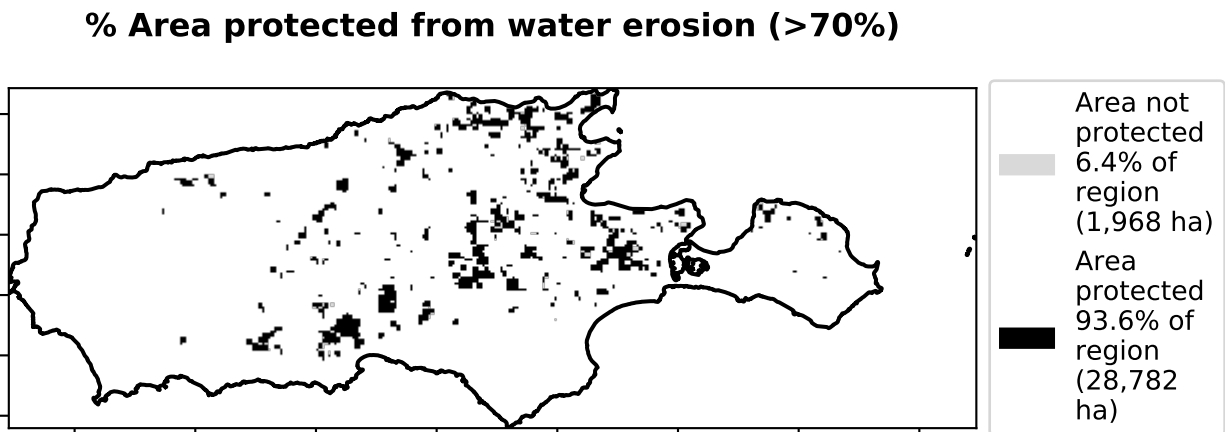 % Area protected from water erosion (>70%)
Area not
protected
6.4% of
region
(1,968 ha)
Area
protected
93.6% of
region
(28,782
ha)